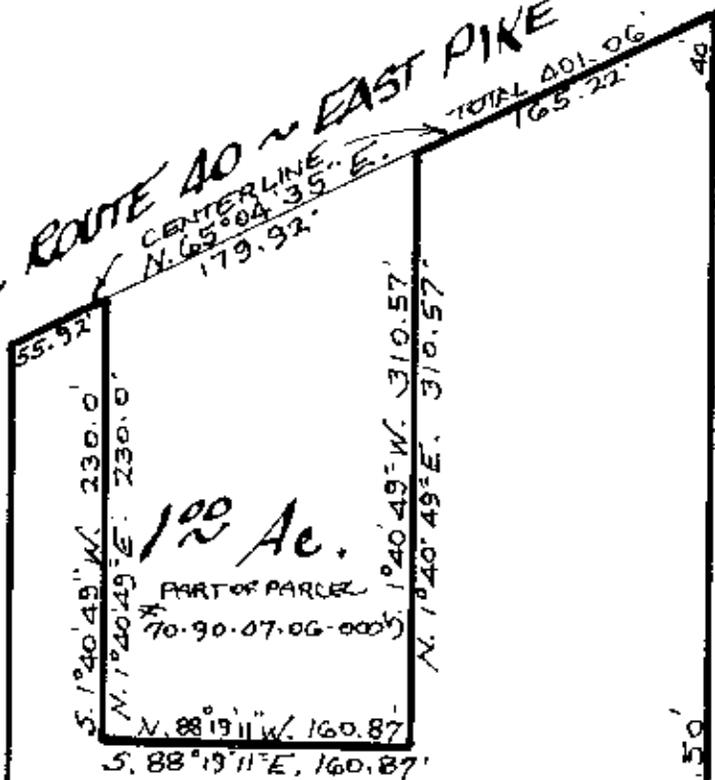 ROUTE 40 ~ EAST PIKE
CENTERLINE
N. 65°04'35" E.
179.92'
TOTAL 401.06'
165.22'
40'
55.92'
S. 1°40'49" W. 230.0'
N. 1°40'49" E. 230.0'
1 00 Ac.
PART OF PARCEL
# 70-90-07-06-000
S. 1°40'49" W. 310.57'
N. 1°40'49" E. 310.57'
N. 88°19'11" W. 160.87'
S. 88°19'11" E. 160.87'
.50'